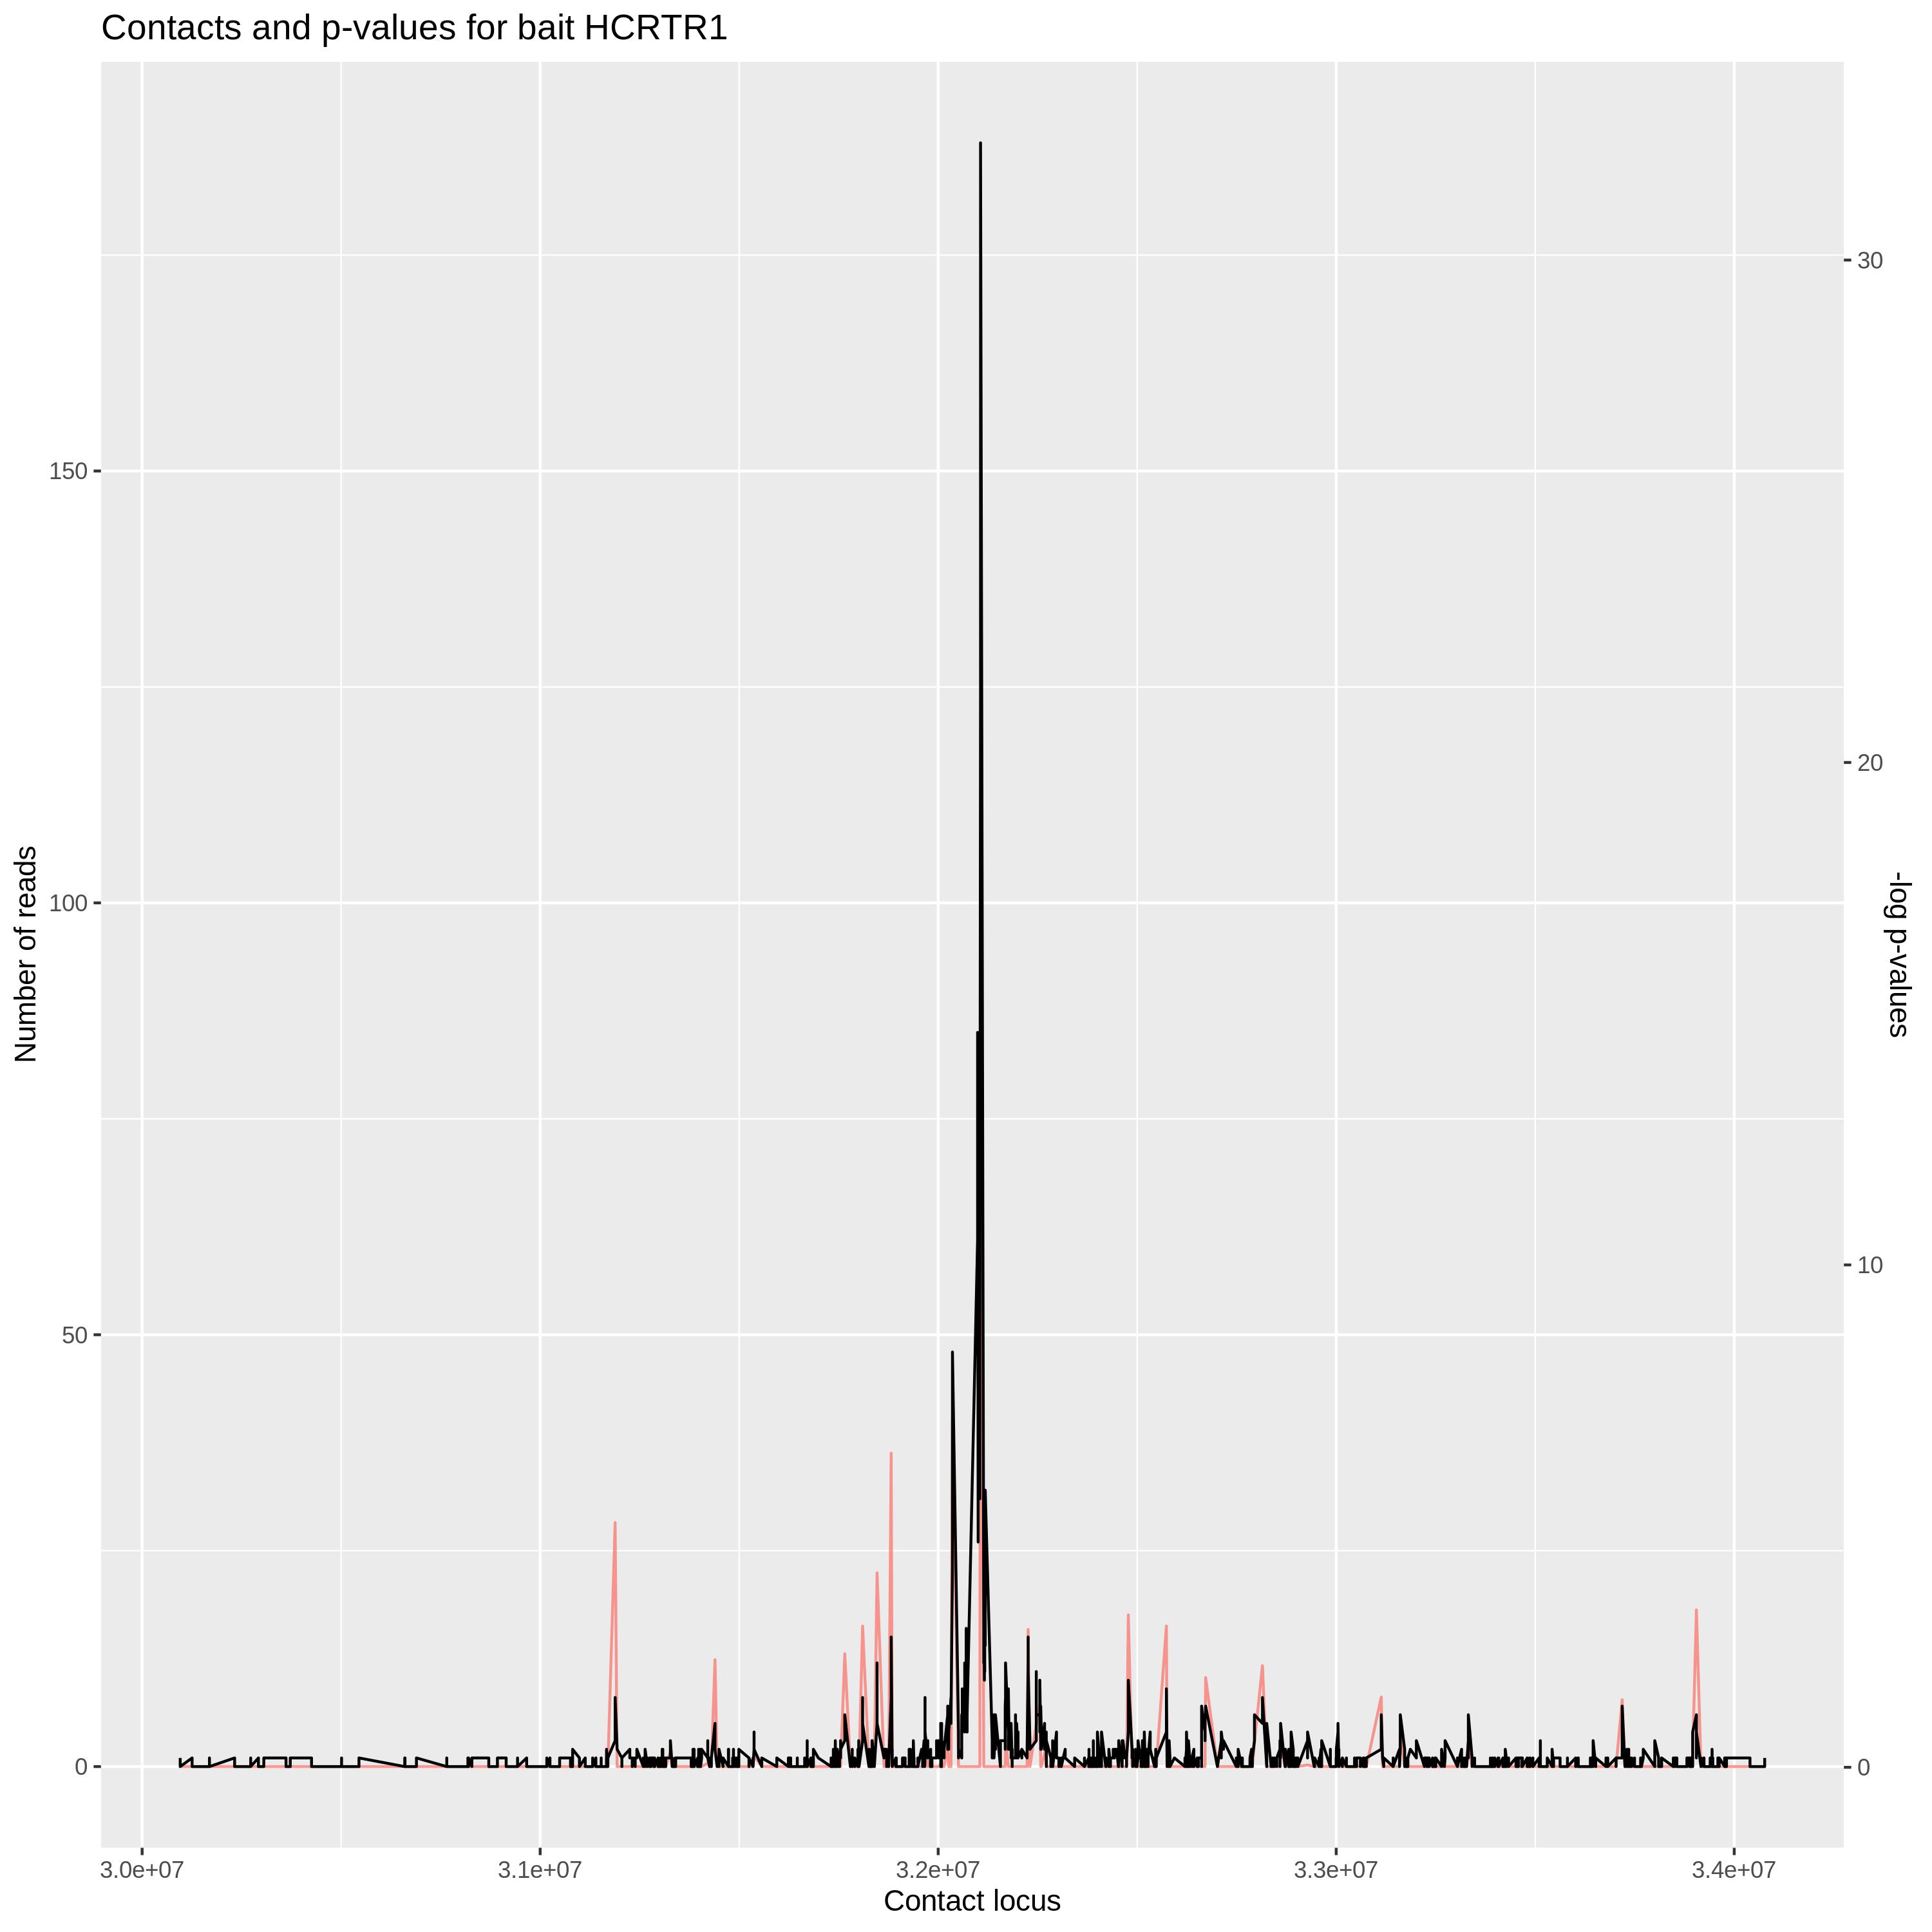 Contacts and p-values for bait HCRTR1
150
100
50
0
Number of reads
30
20
10
0
-log p-values
3.0e+07 3.1e+07 3.2e+07 3.3e+07 3.4e+07
Contact locus